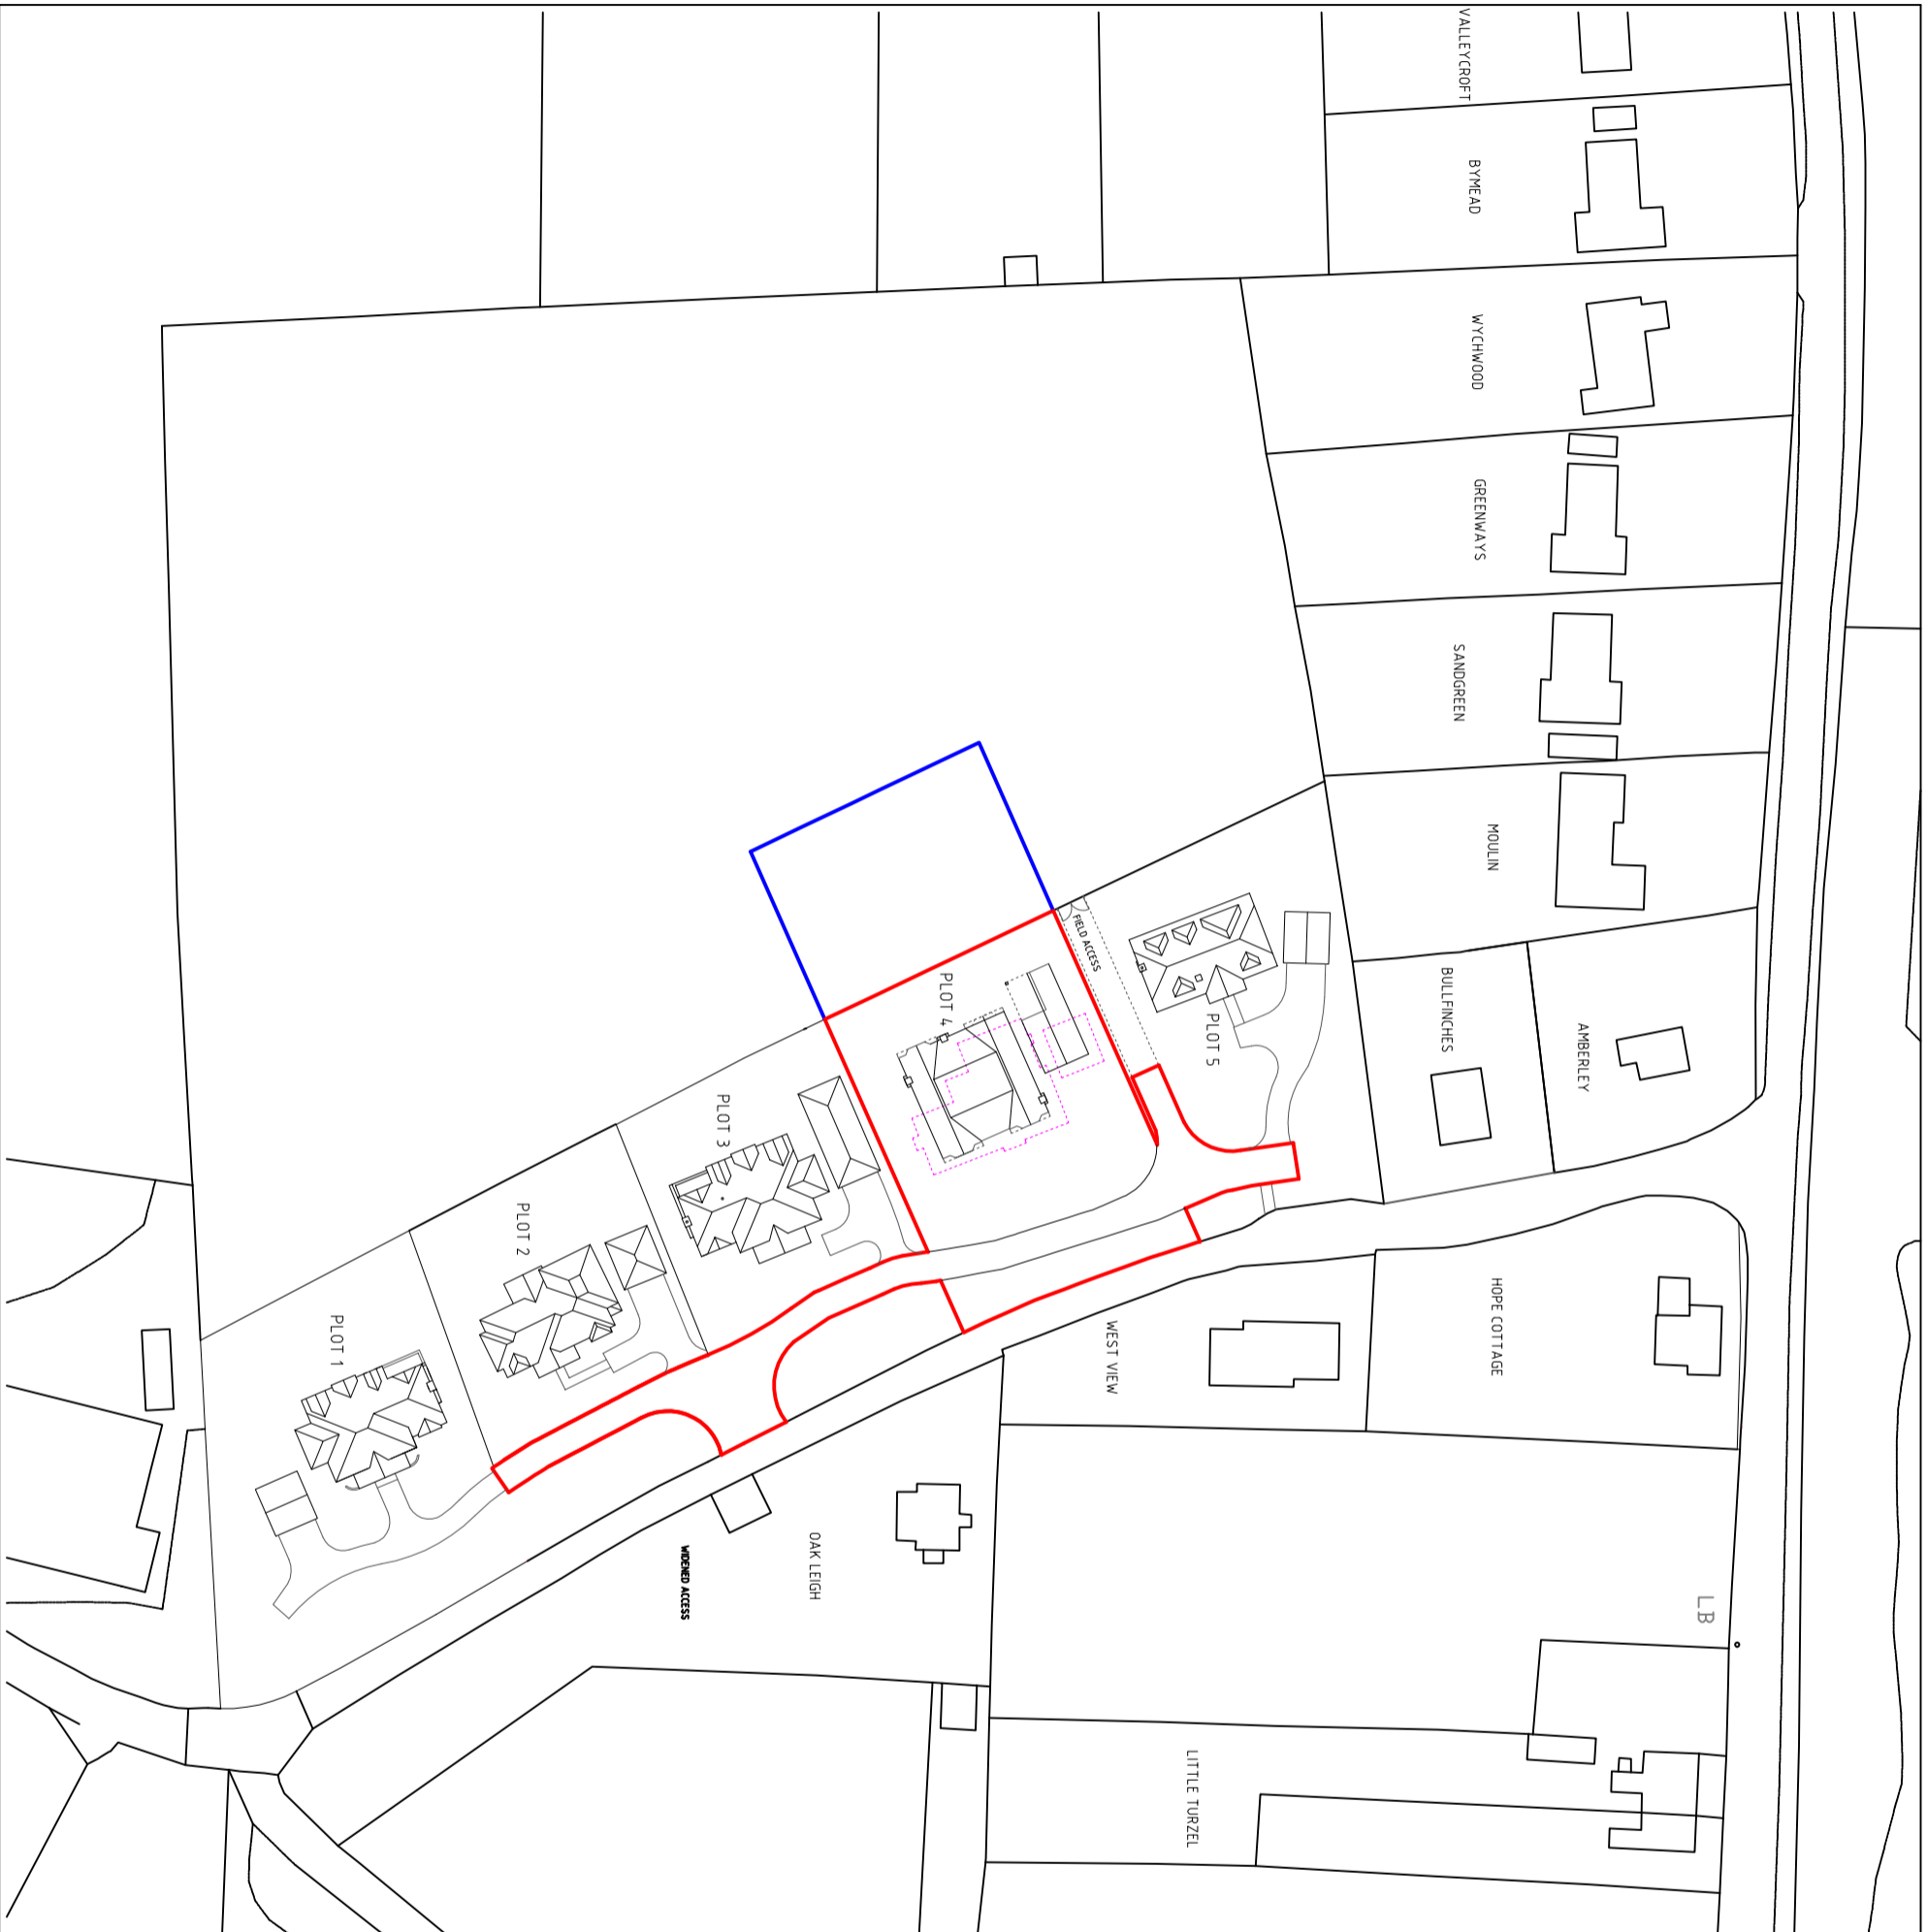 VALLEYCROFT
BYMEAD
WYCHWOOD
GREENWAYS
SANDGREEN
MOULIN
BULLFINCHES
AMBERLEY
FIELD ACCESS
PLOT 5
PLOT 4
PLOT 3
PLOT 2
PLOT 1
HOPE COTTAGE
WEST VIEW
OAK LEIGH
WIDENED ACCESS
LB
LITTLE TURZEL